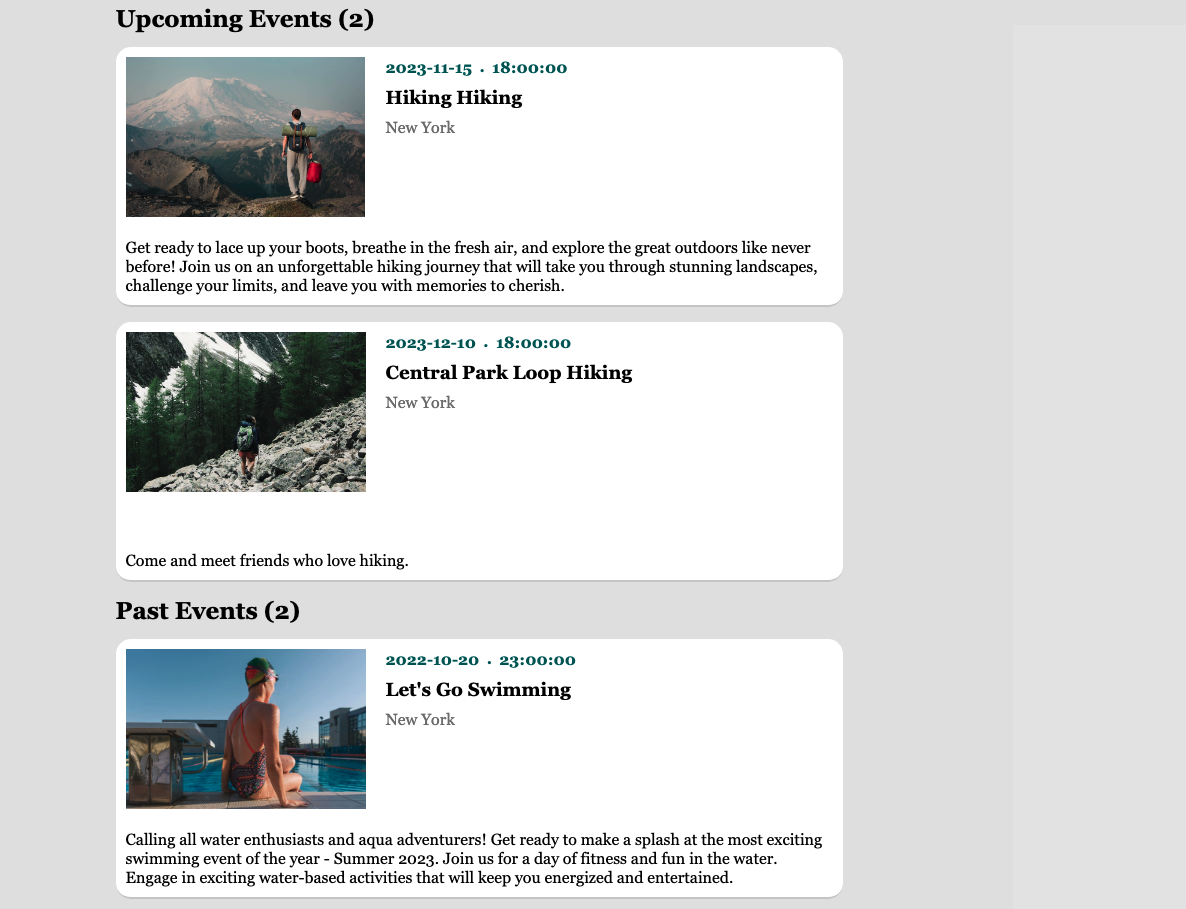 Upcoming Events (2)
2023-11-15 · 18:00:00
Hiking Hiking
New York
Get ready to lace up your boots, breathe in the fresh air, and explore the great outdoors like never
before! Join us on an unforgettable hiking journey that will take you through stunning landscapes,
challenge your limits, and leave you with memories to cherish.
2023-12-10 · 18:00:00
Central Park Loop Hiking
New York
Come and meet friends who love hiking.
Past Events (2)
2022-10-20 · 23:00:00
Let's Go Swimming
New York
Calling all water enthusiasts and aqua adventurers! Get ready to make a splash at the most exciting
swimming event of the year - Summer 2023. Join us for a day of fitness and fun in the water.
Engage in exciting water-based activities that will keep you energized and entertained.